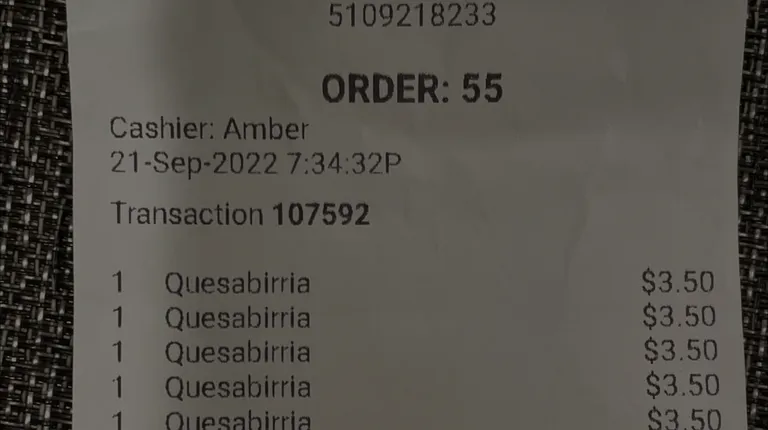 5109218233
ORDER: 55
Cashier: Amber
21-Sep-2022 7:34:32P
Transaction 107592
1 Quesabirria $3.50
1 Quesabirria $3.50
1 Quesabirria $3.50
1 Quesabirria $3.50
1 Quesabirria $3.50